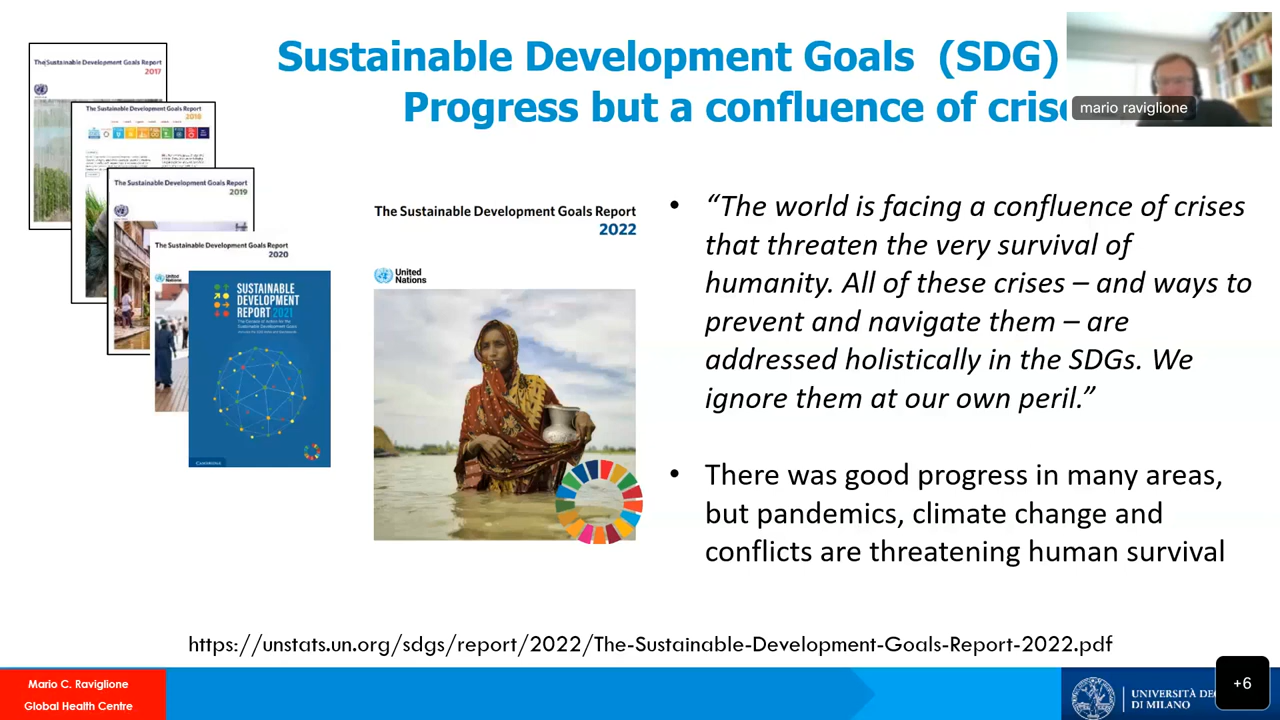 Sustainable Development Goals (SDG)
Progress but a confluence of
mario raviglione
The Sustainable Development Goals Report
2017
The Sustainable Development Goals Report
2018
The Sustainable Development Goals Report
2019
The Sustainable Development Goals Report
2020
SUSTAINABLE
DEVELOPMENT
REPORT 2021
The Sustainable Development Goals Report
2022
United
Nations
• “The world is facing a confluence of crises
that threaten the very survival of
humanity. All of these crises – and ways to
prevent and navigate them – are
addressed holistically in the SDGs. We
ignore them at our own peril.”
• There was good progress in many areas,
but pandemics, climate change and
conflicts are threatening human survival
https://unstats.un.org/sdgs/report/2022/The-Sustainable-Development-Goals-Report-2022.pdf
Mario C. Raviglione
Global Health Centre
UNIVERSITÀ
DI MILANO
+6